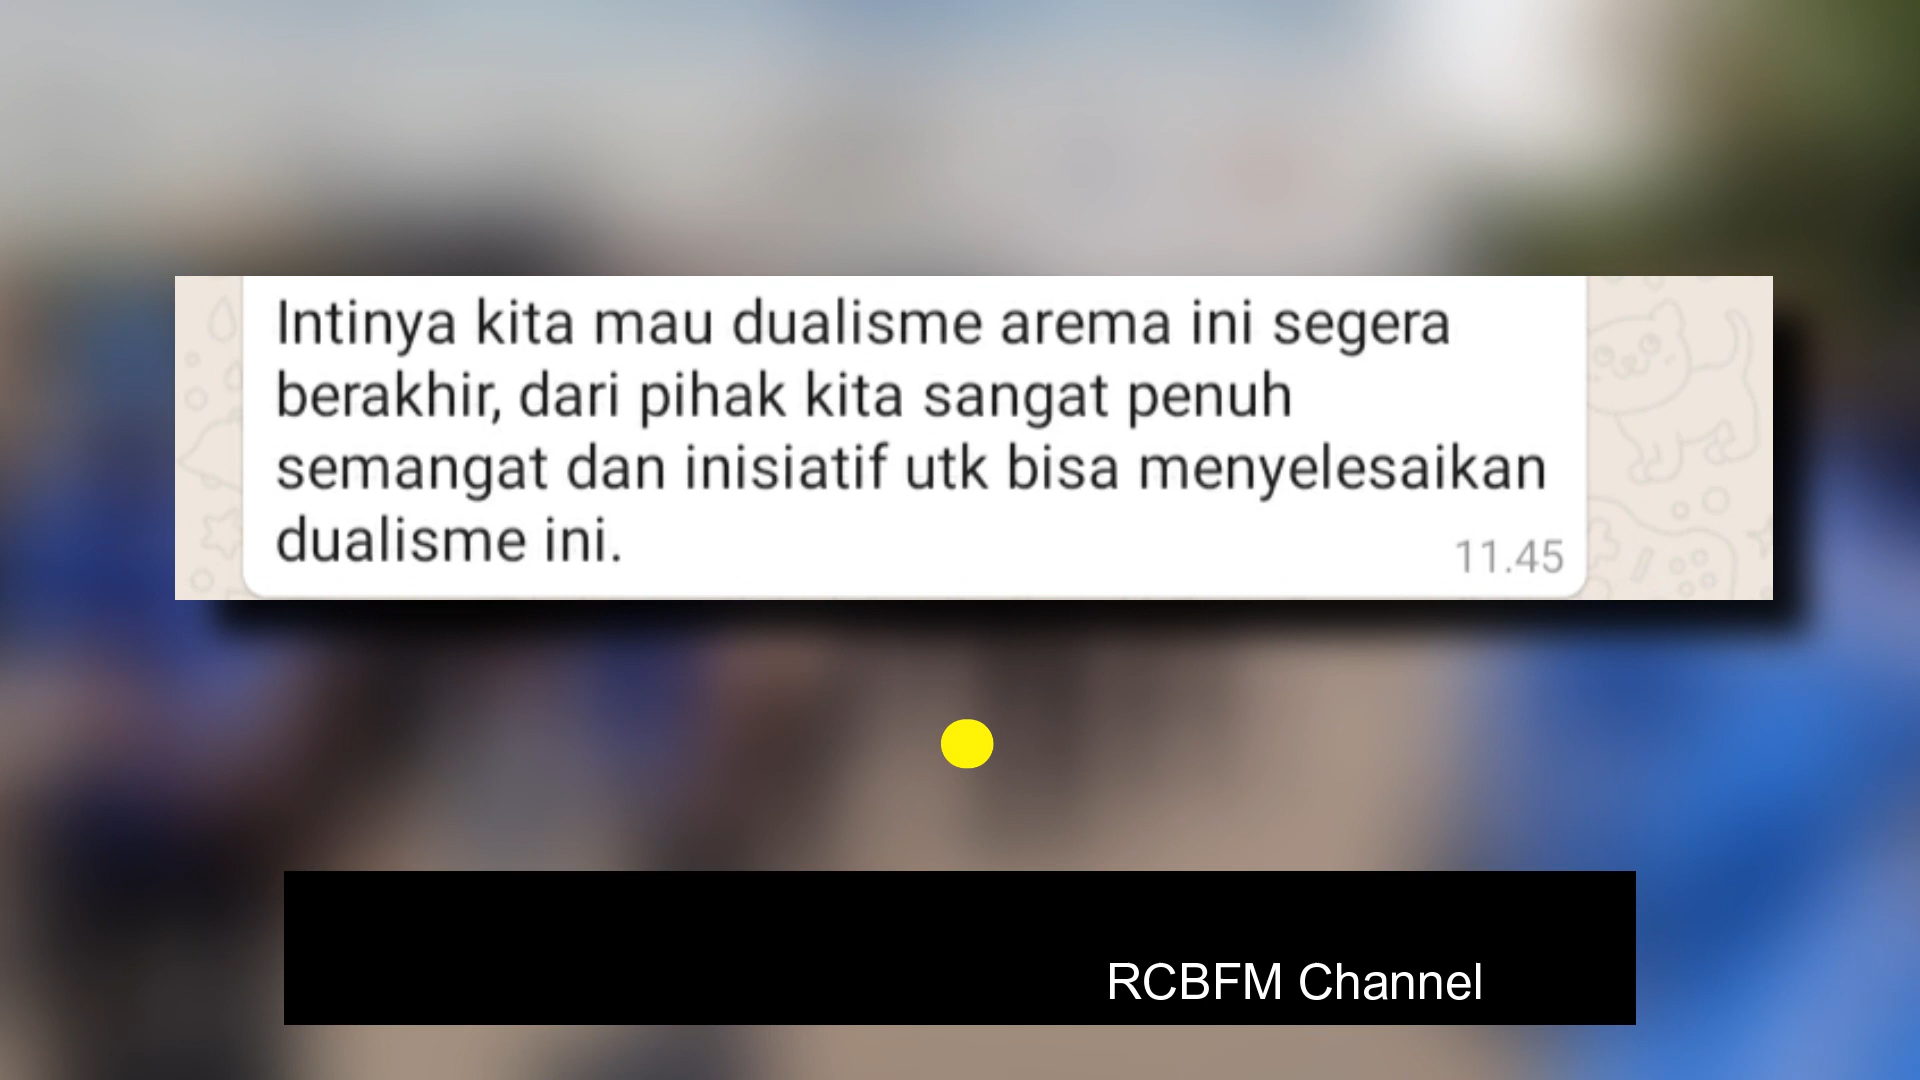 Intinya kita mau dualisme arema ini segera
berakhir, dari pihak kita sangat penuh
semangat dan inisiatif utk bisa menyelesaikan
dualisme ini.
11.45
RCBFM Channel